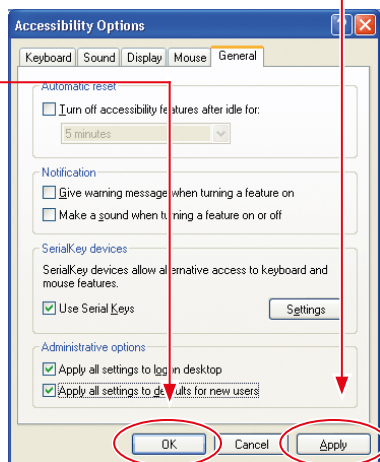 Accessibility Options
Keyboard Sound Display Mouse General
Automatic reset
Turn off accessibility features after idle for:
5 minutes
Notification
Give warning message when turning a feature on
Make a sound when turning a feature on or off
SerialKey devices
SerialKey devices allow alternative access to keyboard and
mouse features.
Use Serial Keys
Settings
Administrative options
Apply all settings to logon desktop
Apply all settings to defaults for new users
OK Cancel Apply